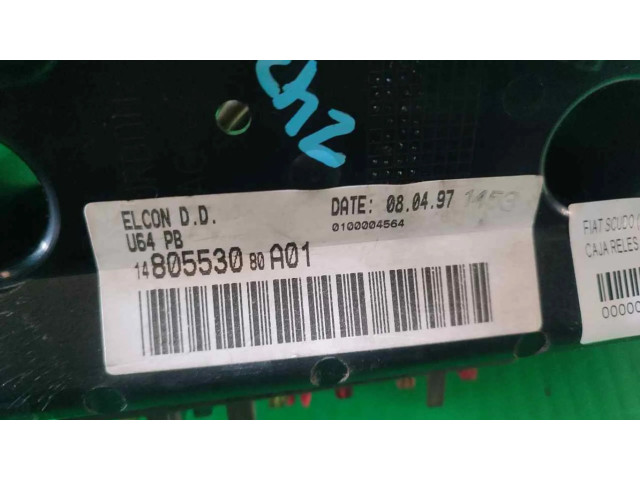 ELCON D.D.
U64 PB
14 805530 80 A01
DATE: 08.04.97
0100004564
FIAT SCUDO
CAJA RELES